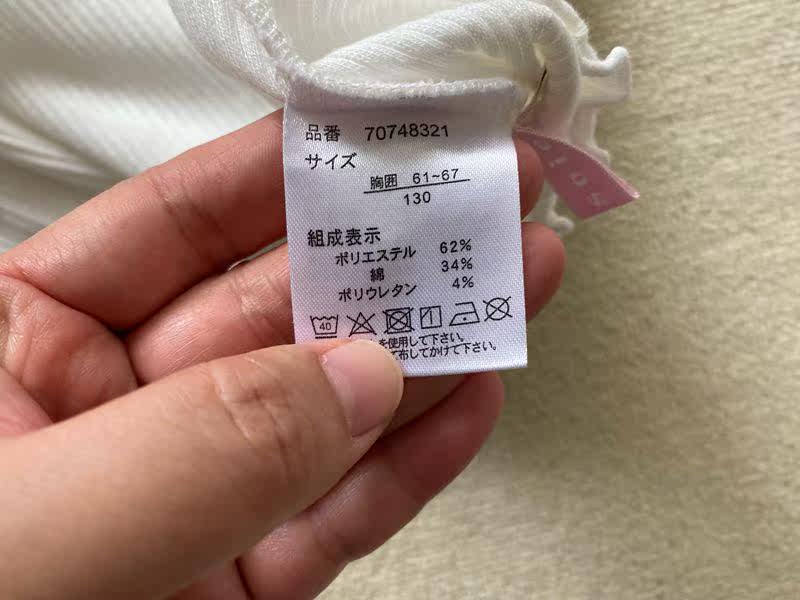 品番 70748321
サイズ
胸囲 61~67
130
組成表示
ポリエステル 62%
綿 34%
ポリウレタン 4%
40
を使用して下さい。
て布してかけて下さい。